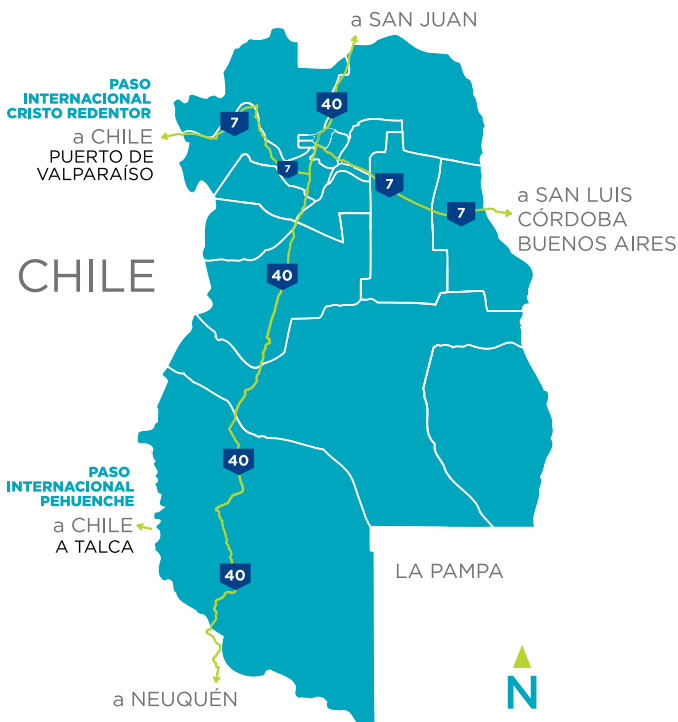 a SAN JUAN
PASO
INTERNACIONAL
CRISTO REDENTOR
a CHILE
PUERTO DE
VALPARAÍSO
40
7
7
7
7
a SAN LUIS
CÓRDOBA
BUENOS AIRES
CHILE
40
40
PASO
INTERNACIONAL
PEHUENCHE
a CHILE
A TALCA
40
LA PAMPA
a NEUQUÉN
N